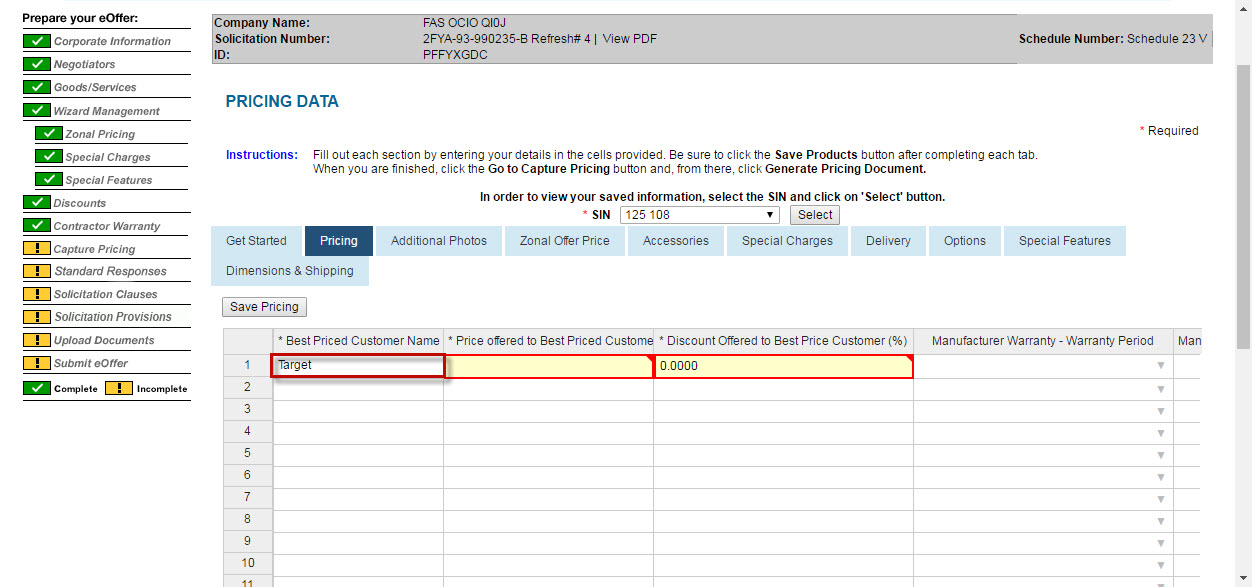 Prepare your eOffer:
Corporate Information
Negotiators
Goods/Services
Wizard Management
Zonal Pricing
Special Charges
Special Features
Discounts
Contractor Warranty
Capture Pricing
Standard Responses
Solicitation Clauses
Solicitation Provisions
Upload Documents
Submit eOffer
Complete Incomplete
Company Name: FAS OCIO QI0J
Solicitation Number: 2FYA-93-990235-B Refresh# 4 | View PDF
Schedule Number: Schedule 23 V
ID: PFFYXGDC
PRICING DATA
* Required
Instructions: Fill out each section by entering your details in the cells provided. Be sure to click the Save Products button after completing each tab.
When you are finished, click the Go to Capture Pricing button and, from there, click Generate Pricing Document.
In order to view your saved information, select the SIN and click on 'Select' button.
* SIN 125 108 Select
Get Started Pricing Additional Photos Zonal Offer Price Accessories Special Charges Delivery Options Special Features
Dimensions & Shipping
Save Pricing
* Best Priced Customer Name * Price offered to Best Priced Custome * Discount Offered to Best Price Customer (%) Manufacturer Warranty - Warranty Period Man
1 Target 0.0000
2
3
4
5
6
7
8
9
10
11